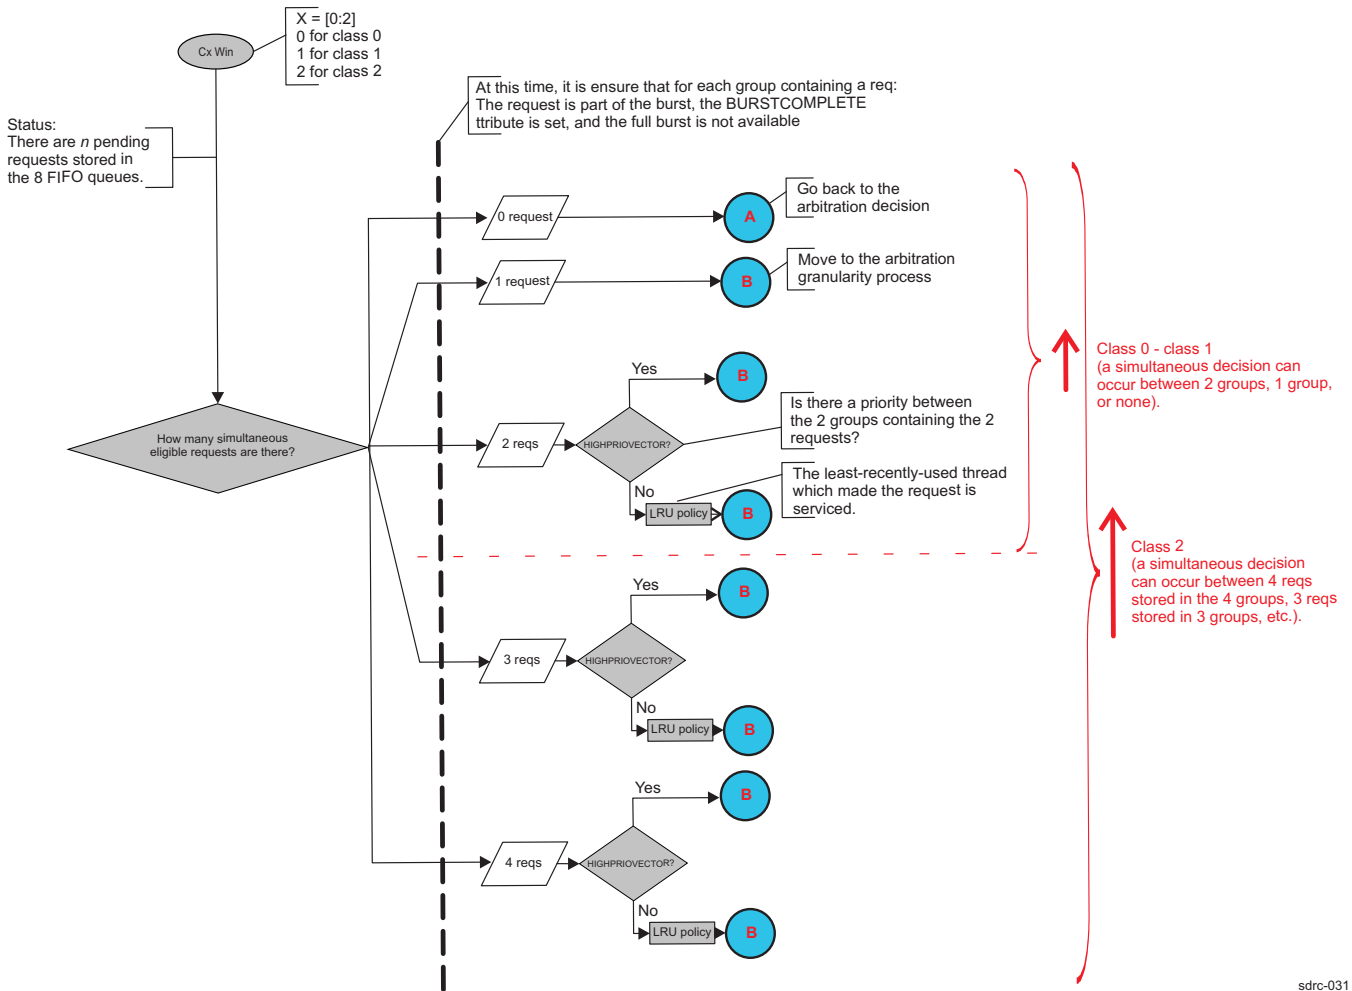 Cx Win
X = [0:2]
0 for class 0
1 for class 1
2 for class 2
Status:
There are n pending
requests stored in
the 8 FIFO queues.
At this time, it is ensure that for each group containing a req:
The request is part of the burst, the BURSTCOMPLETE
ttribute is set, and the full burst is not available
How many simultaneous
eligible requests are there?
0 request
A
Go back to the
arbitration decision
1 request
B
Move to the arbitration
granularity process
2 reqs
HIGHPRIOVECTOR?
Yes
B
Is there a priority between
the 2 groups containing the 2
requests?
No
LRU policy
B
The least-recently-used thread
which made the request is
serviced.
Class 0 - class 1
(a simultaneous decision can
occur between 2 groups, 1 group,
or none).
3 reqs
HIGHPRIOVECTOR?
Yes
B
No
LRU policy
B
Class 2
(a simultaneous decision
can occur between 4 reqs
stored in the 4 groups, 3 reqs
stored in 3 groups, etc.).
4 reqs
HIGHPRIOVECTOR?
Yes
B
No
LRU policy
B
sdrc-031